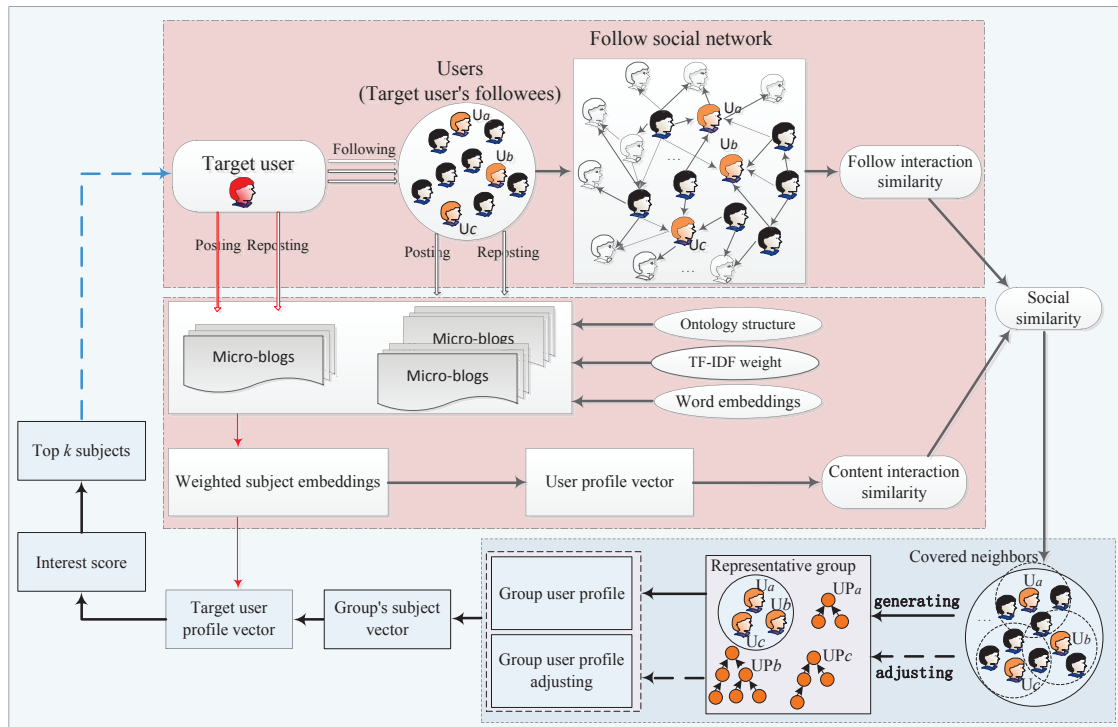 Follow social network
Users
(Target user's followees)
Ua
Ub
Uc
Target user
Following
Posting
Reposting
Posting
Reposting
Ua
Ub
Uc
...
...
...
Follow interaction
similarity
Social
similarity
Micro-blogs
Micro-blogs
Micro-blogs
Ontology structure
TF-IDF weight
Word embeddings
Weighted subject embeddings
User profile vector
Content interaction
similarity
Top k subjects
Interest score
Target user
profile vector
Group's subject
vector
Group user profile
Group user profile
adjusting
Representative group
Ua
Ub
Uc
UPa
UPb
UPc
generating
adjusting
Covered neighbors
Ua
Ub
Uc